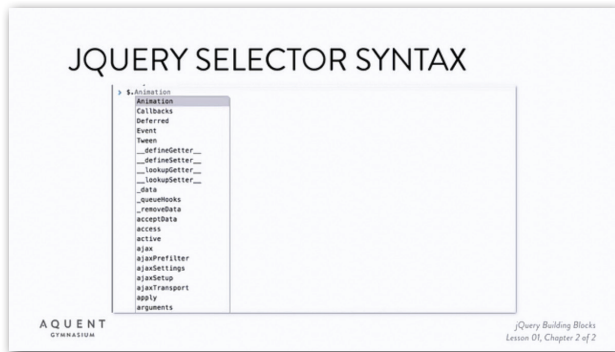 JQUERY SELECTOR SYNTAX
> $.Animation
Animation
Callbacks
Deferred
Event
Tween
__defineGetter__
__defineSetter__
__lookupGetter__
__lookupSetter__
_data
_queueHooks
_removeData
acceptData
access
active
ajax
ajaxPrefilter
ajaxSettings
ajaxSetup
ajaxTransport
apply
arguments
AQUENT
GYMNASIUM
jQuery Building Blocks
Lesson 01, Chapter 2 of 2